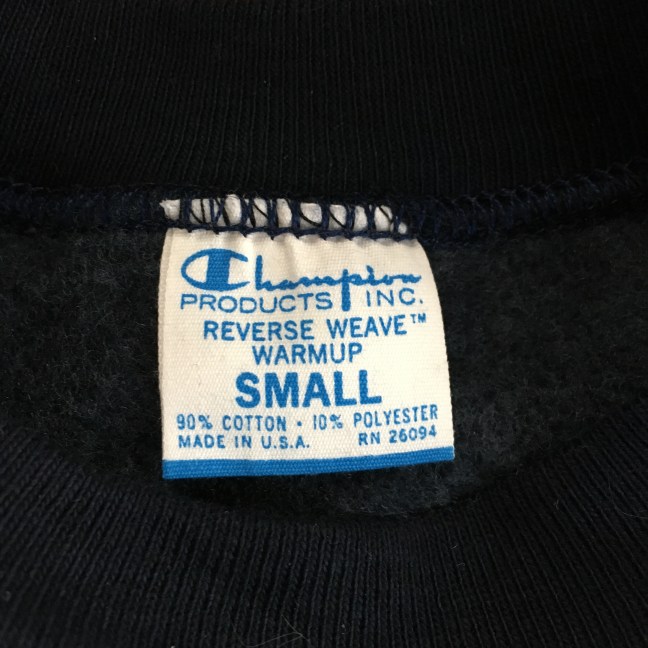 Champion
PRODUCTS INC.
REVERSE WEAVE™
WARMUP
SMALL
90% COTTON · 10% POLYESTER
MADE IN U.S.A. RN 26094